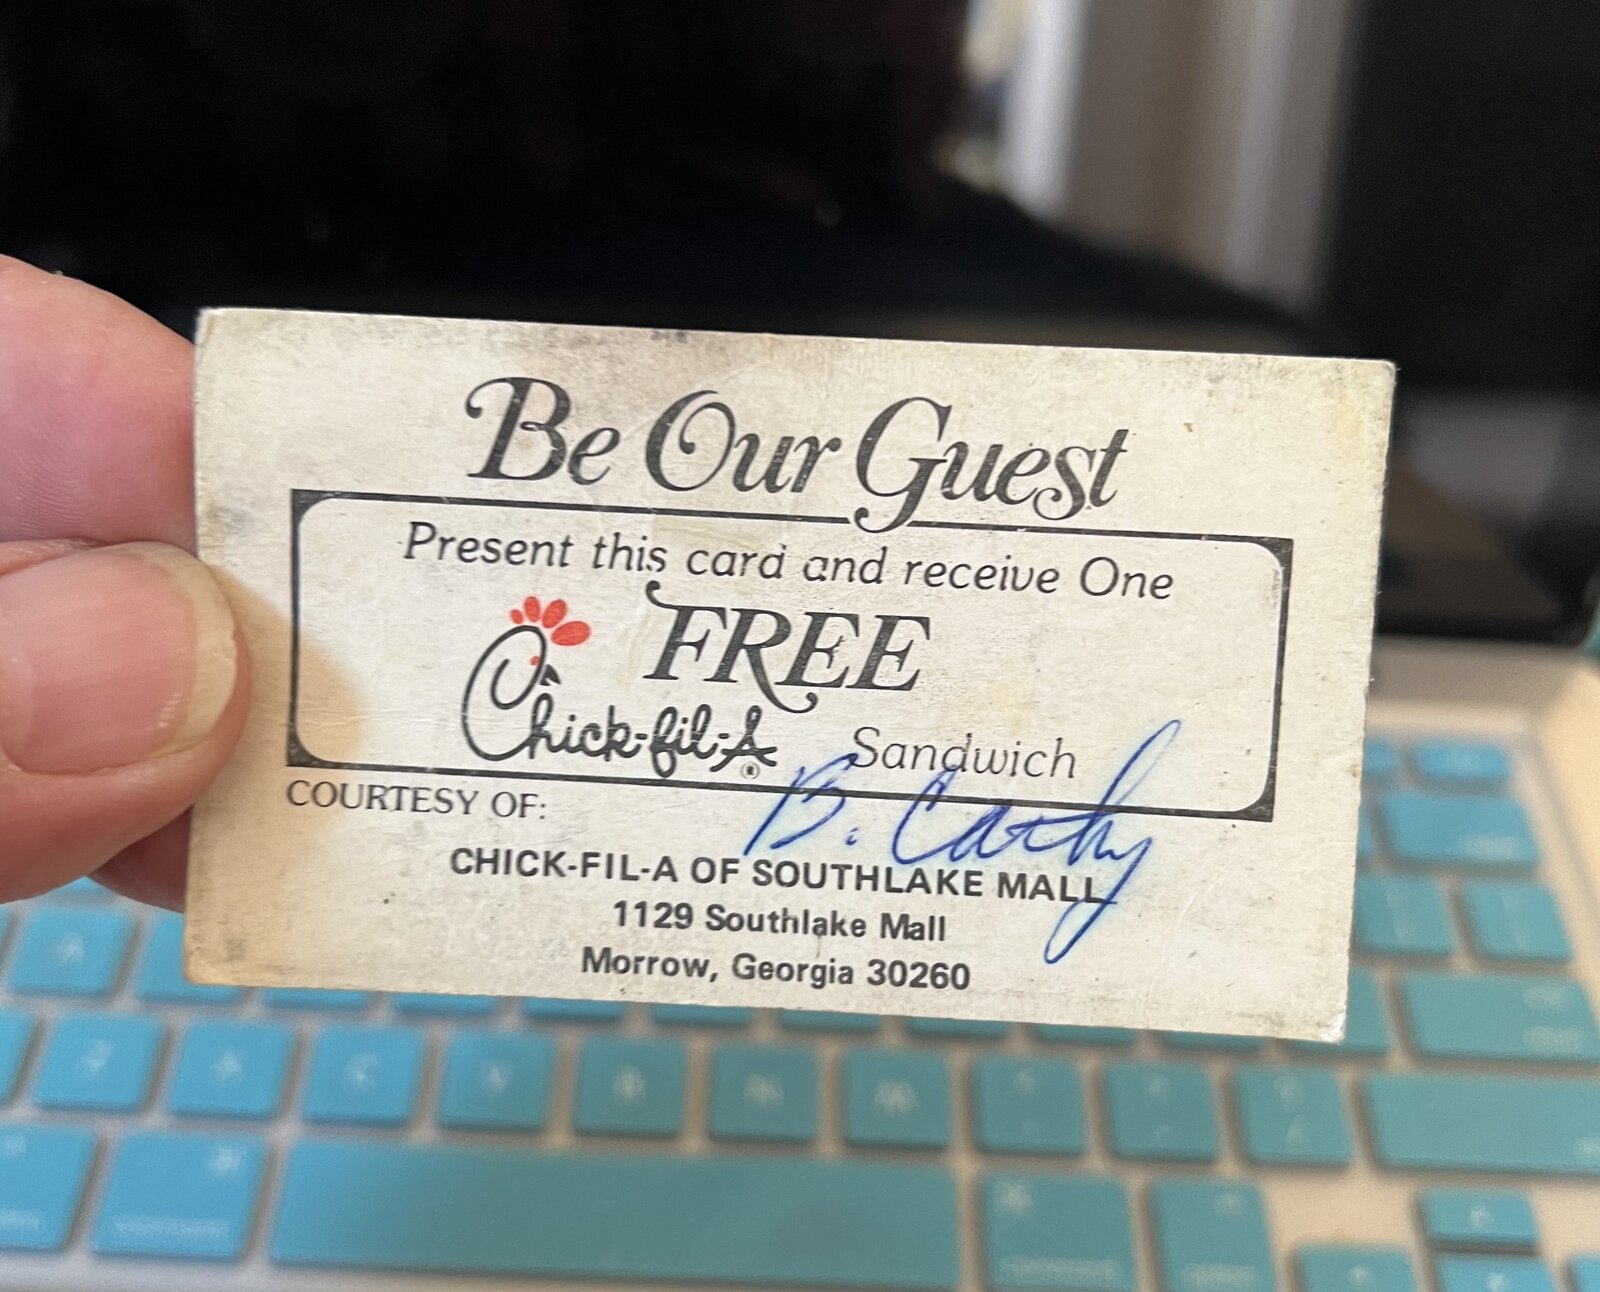 Be Our Guest
Present this card and receive One
FREE
Chick-fil-A® Sandwich
B. Cathy
COURTESY OF:
CHICK-FIL-A OF SOUTHLAKE MALL
1129 Southlake Mall
Morrow, Georgia 30260